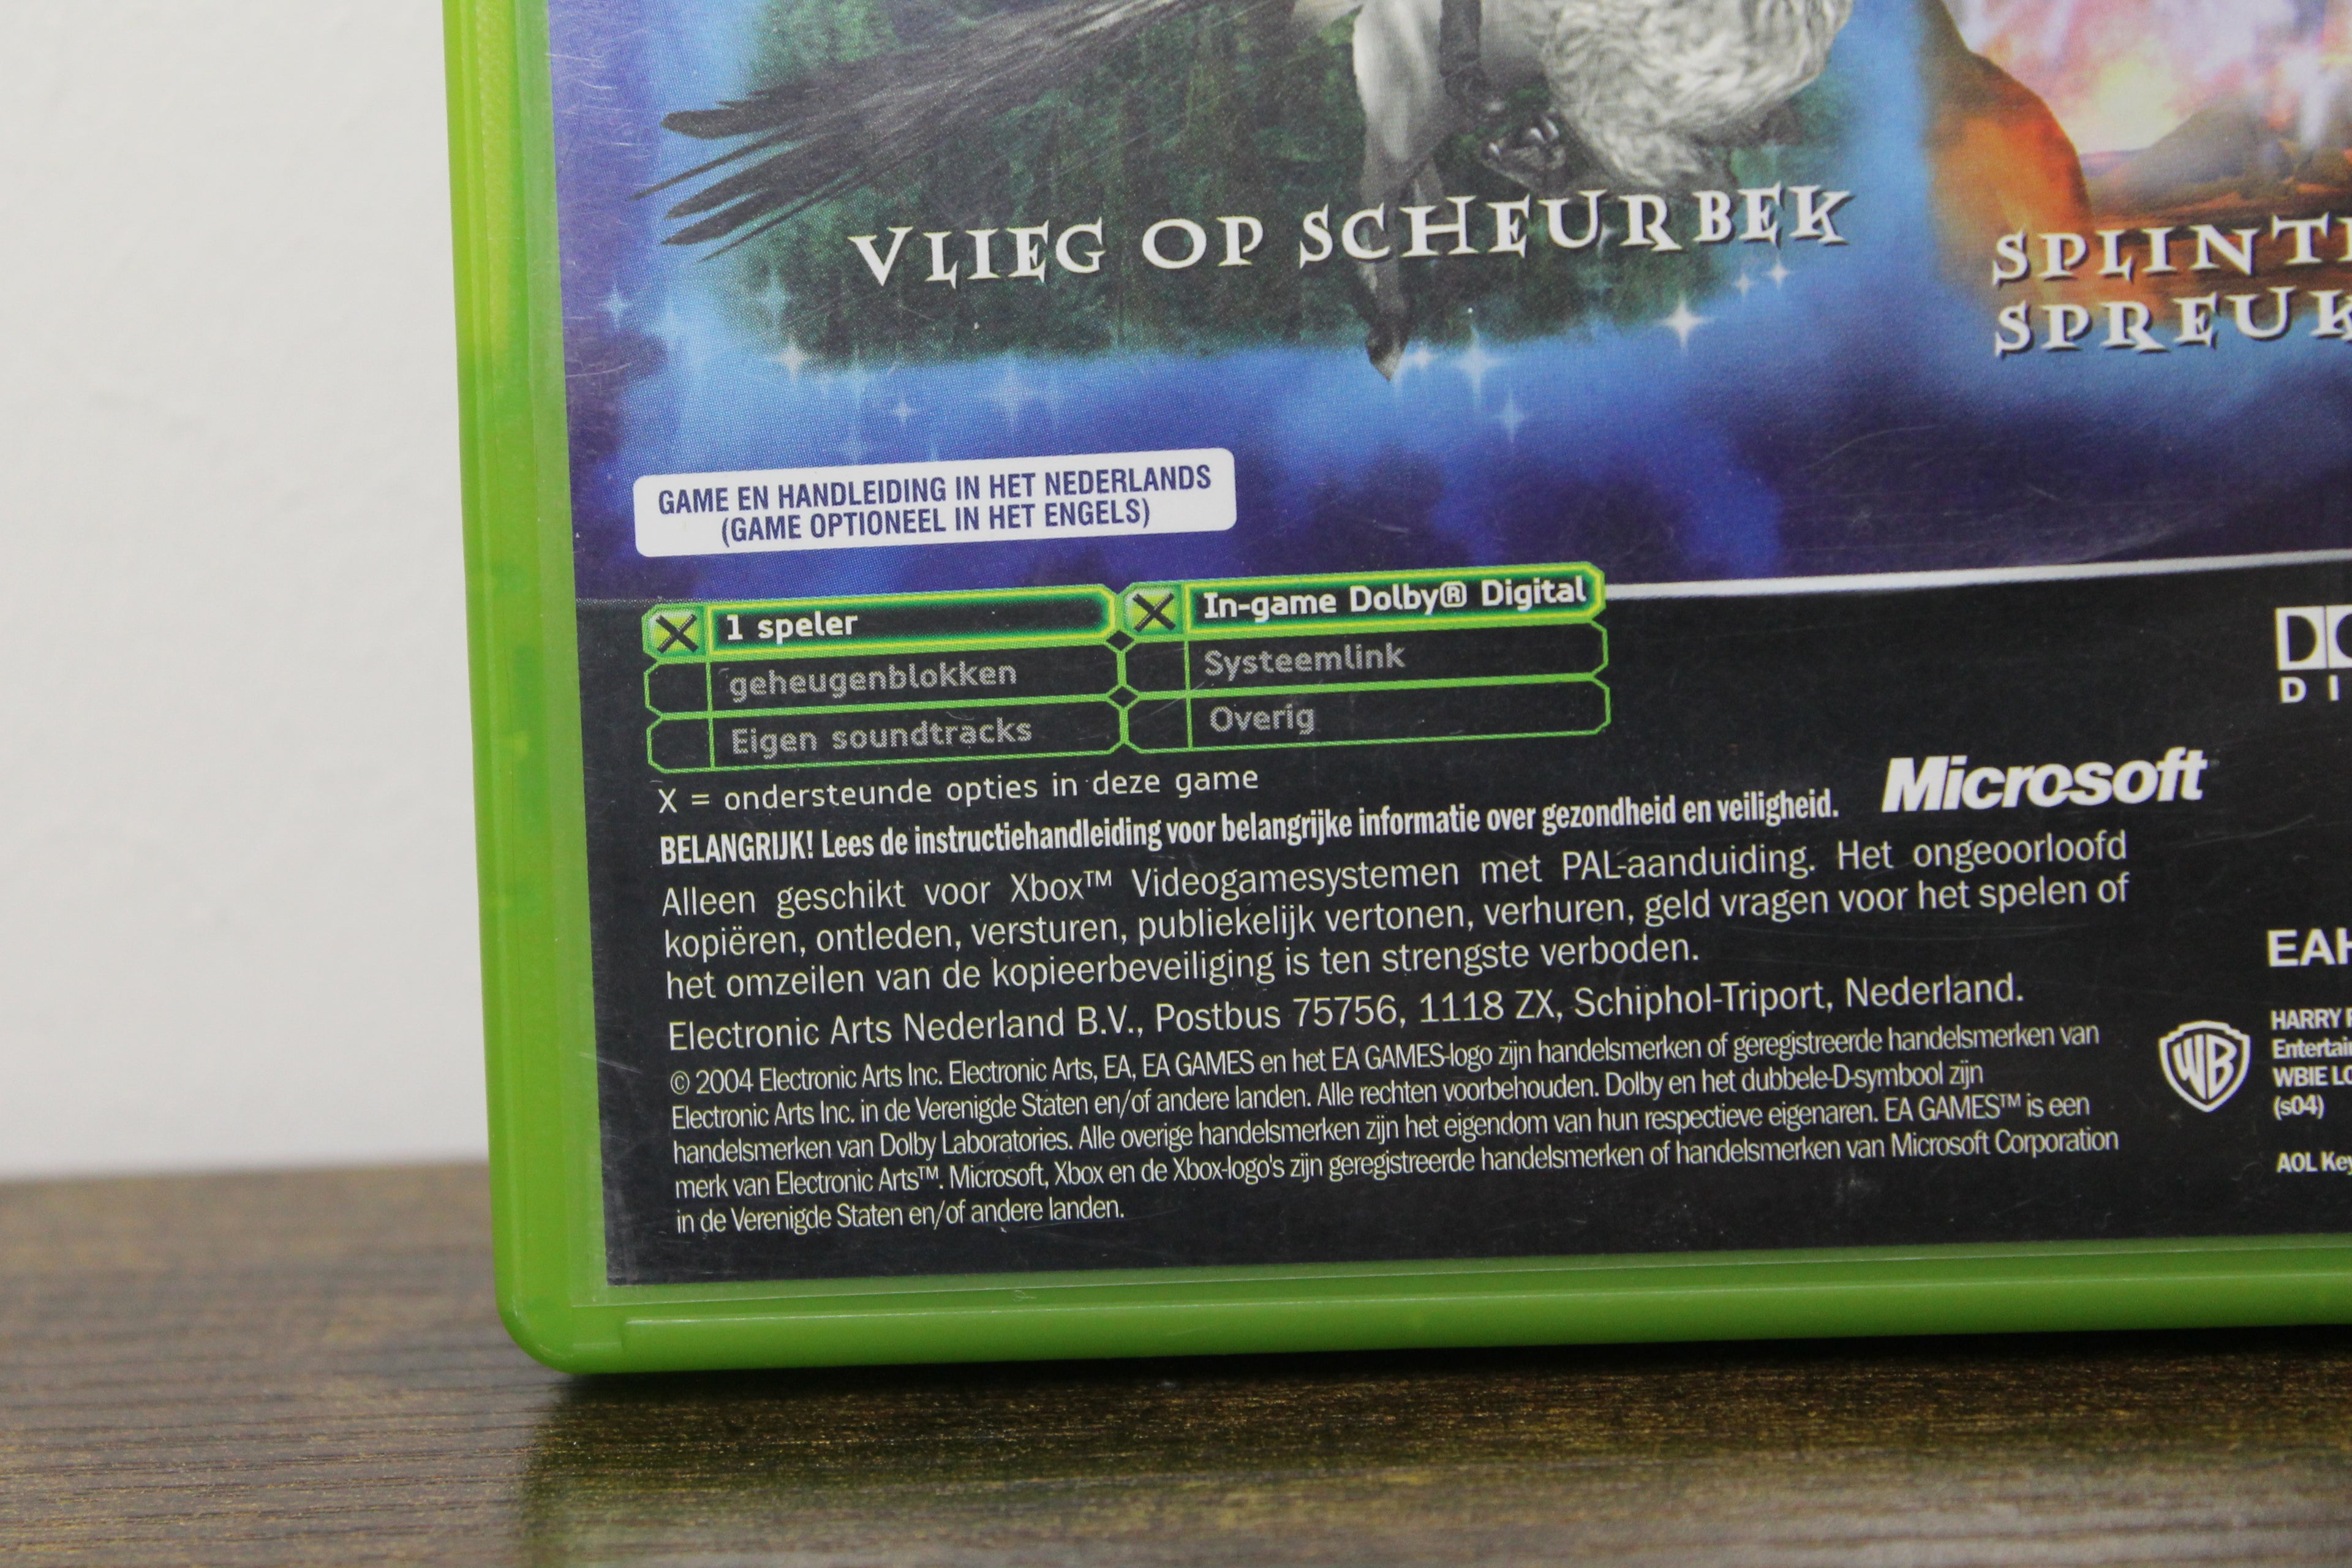 VLIEG OP SCHEURBEK
GAME EN HANDLEIDING IN HET NEDERLANDS
(GAME OPTIONEEL IN HET ENGELS)
1 speler
In-game Dolby® Digital
geheugenblokken
Systeemlink
Eigen soundtracks
Overig
X = ondersteunde opties in deze game
BELANGRIJK! Lees de instructiehandleiding voor belangrijke informatie over gezondheid en veiligheid.
Microsoft
Alleen geschikt voor Xbox™ Videogamesystemen met PAL-aanduiding. Het ongeoorloofd
kopiëren, ontleden, versturen, publiekelijk vertonen, verhuren, geld vragen voor het spelen of
het omzeilen van de kopieerbeveiliging is ten strengste verboden.
Electronic Arts Nederland B.V., Postbus 75756, 1118 ZX, Schiphol-Triport, Nederland.
© 2004 Electronic Arts Inc. Electronic Arts, EA, EA GAMES en het EA GAMES-logo zijn handelsmerken of geregistreerde handelsmerken van
Electronic Arts Inc. in de Verenigde Staten en/of andere landen. Alle rechten voorbehouden. Dolby en het dubbele-D-symbool zijn
handelsmerken van Dolby Laboratories. Alle overige handelsmerken zijn het eigendom van hun respectieve eigenaren. EA GAMES™ is een
merk van Electronic Arts™. Microsoft, Xbox en de Xbox-logo's zijn geregistreerde handelsmerken of handelsmerken van Microsoft Corporation
in de Verenigde Staten en/of andere landen.
WB
HARRY
WBIE
(s04)
AOL